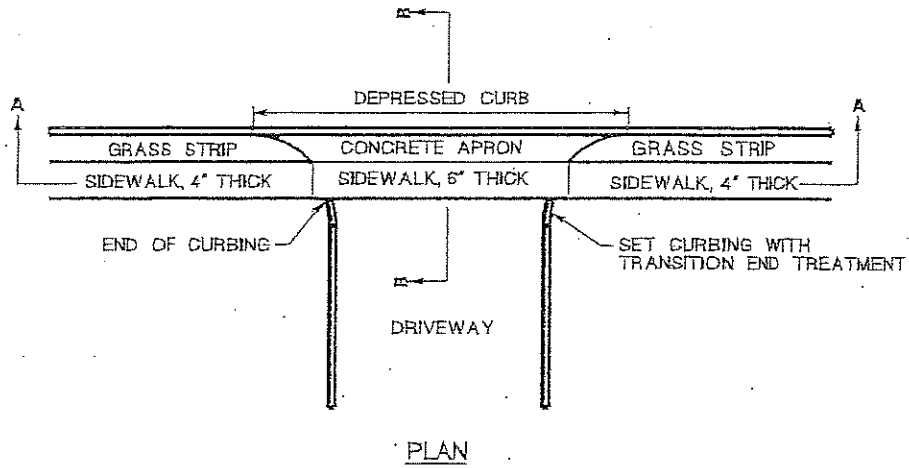 B
A
DEPRESSED CURB
A
GRASS STRIP
CONCRETE APRON
GRASS STRIP
SIDEWALK, 4" THICK
SIDEWALK, 6" THICK
SIDEWALK, 4" THICK
END OF CURBING
SET CURBING WITH
TRANSITION END TREATMENT
B
DRIVEWAY
PLAN